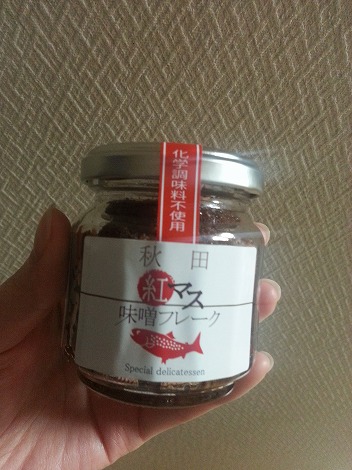 化学調味料不使用
秋田
紅マス
味噌フレーク
Special delicatessen